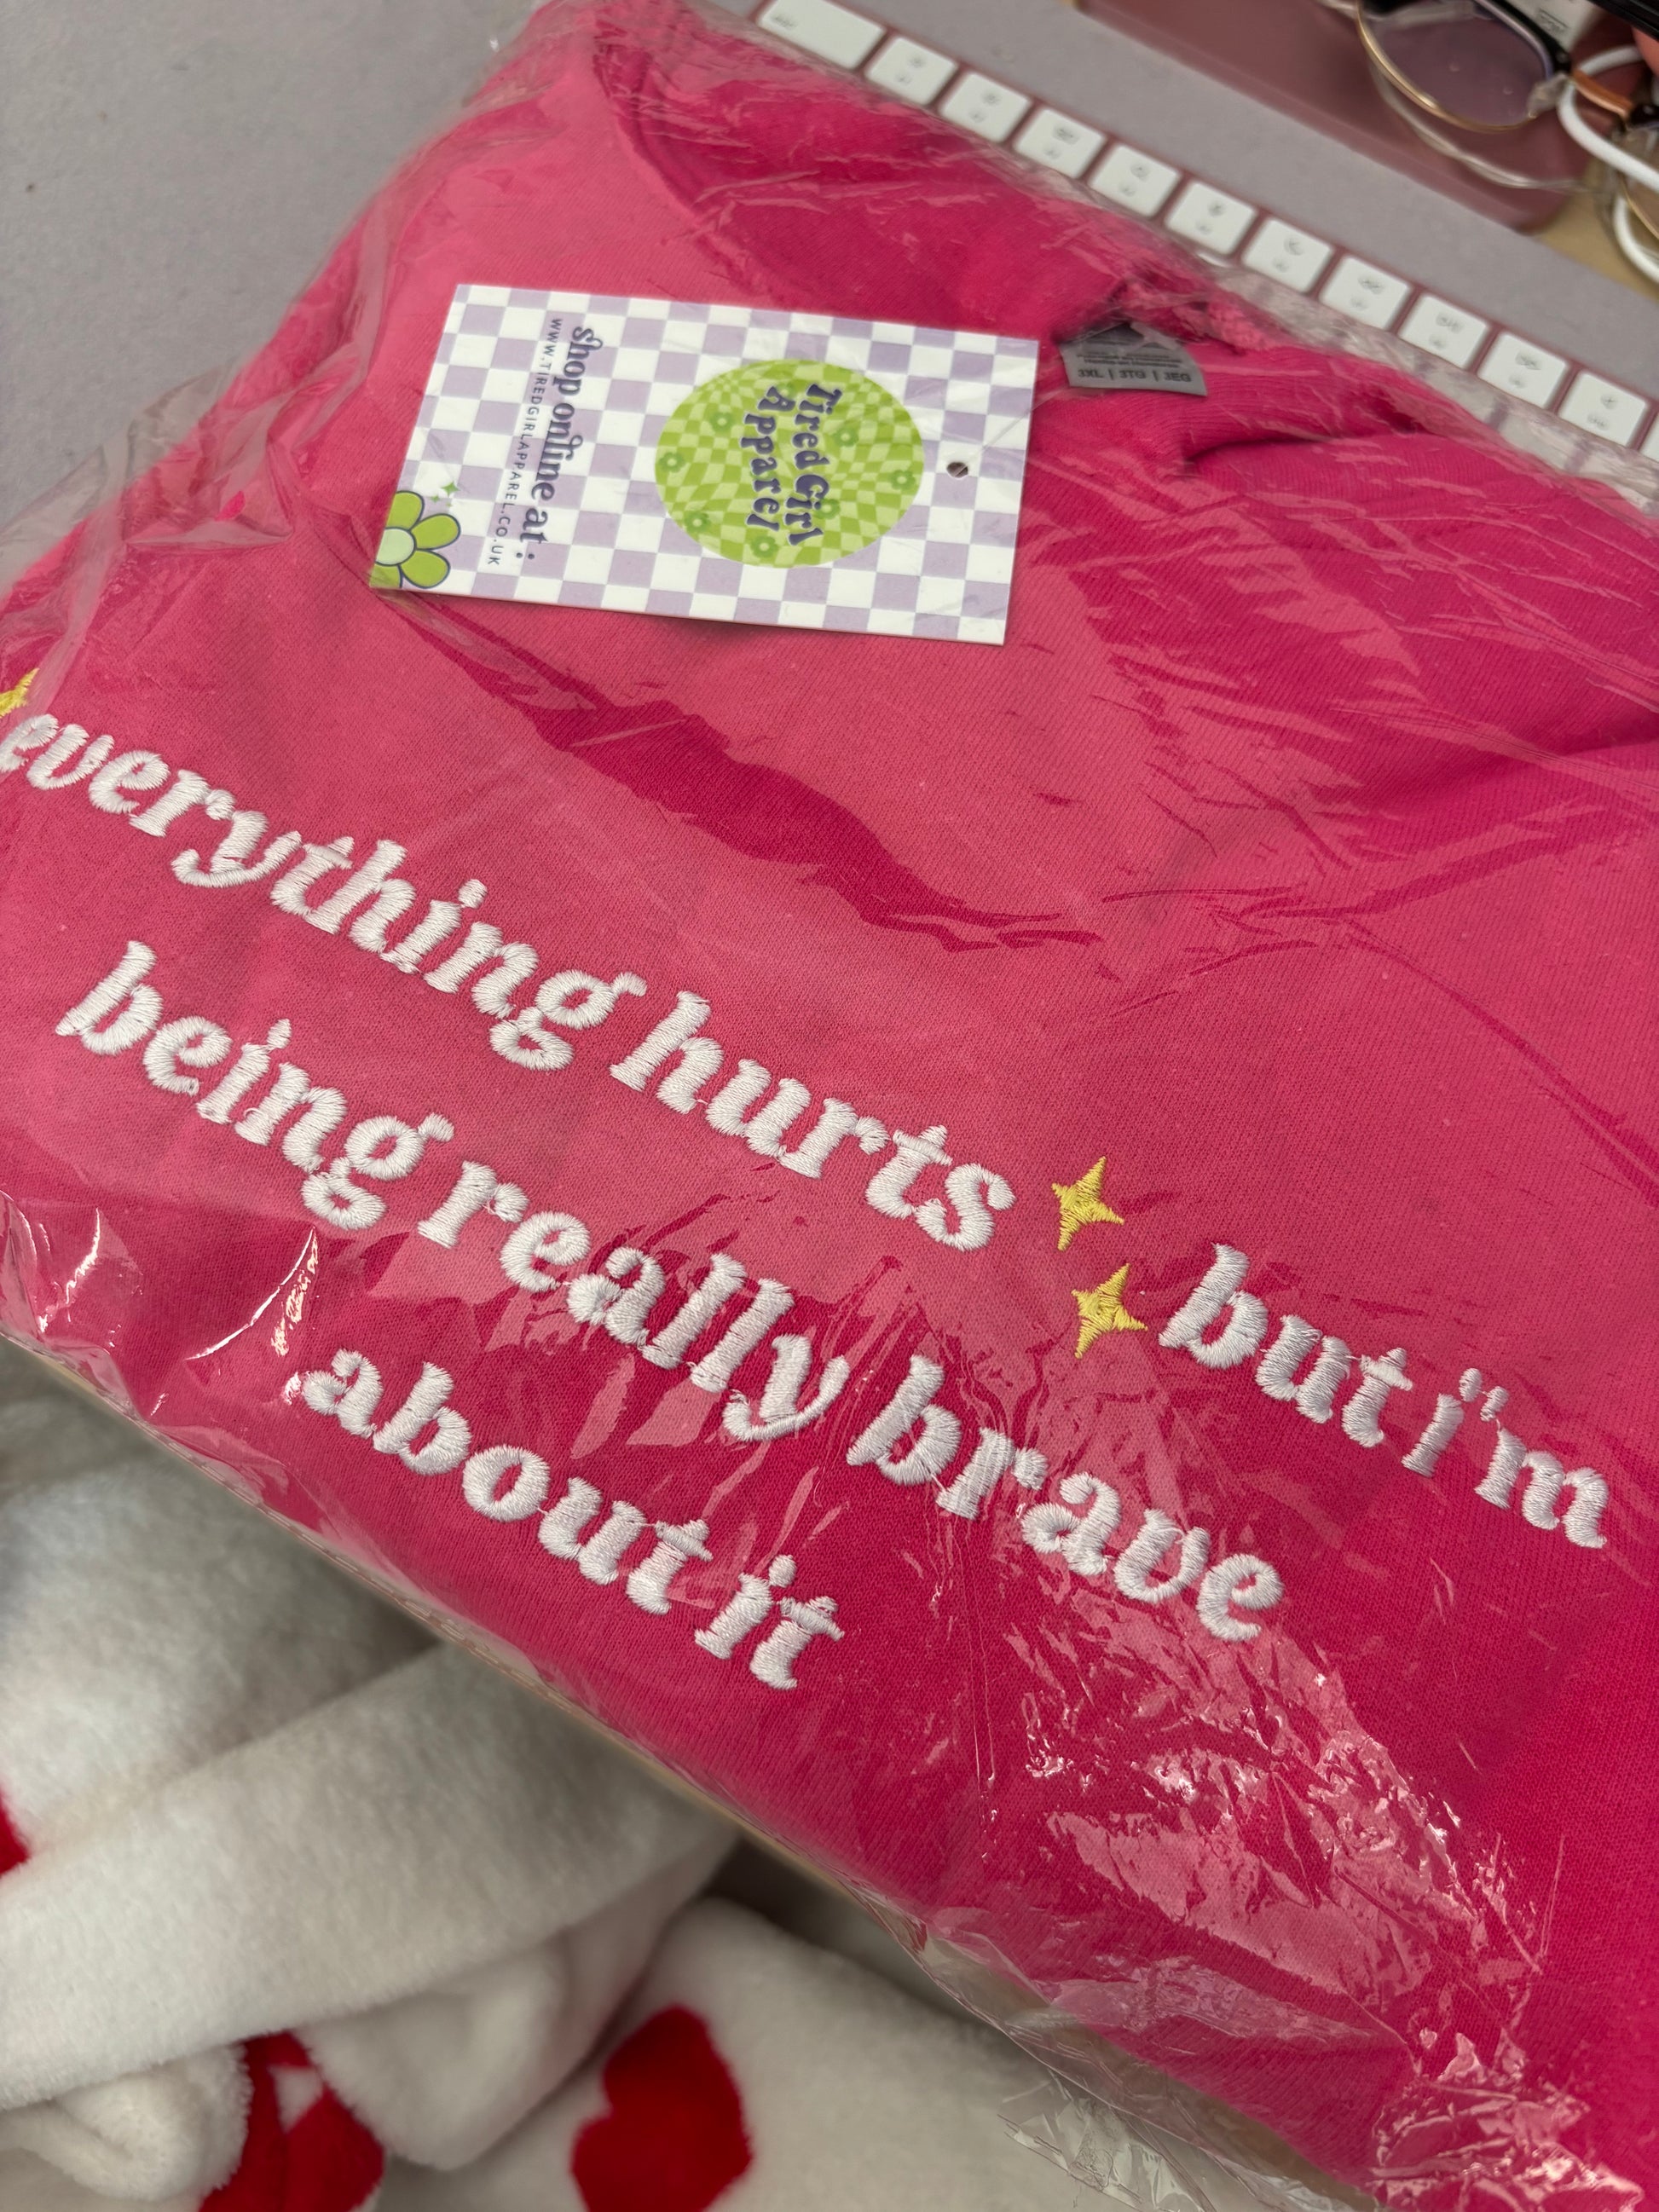 Tired Girl
Apparel
shop online at:
WWW.TIREDGIRLAPPAREL.CO.UK
3XL | 3TG | 3EG
everything hurts
but i'm
being really brave
about it